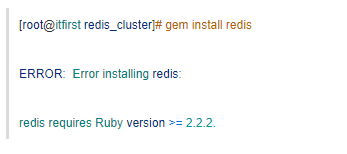 [root@itfirst redis_cluster]# gem install redis
ERROR:  Error installing redis:
redis requires Ruby version >= 2.2.2.